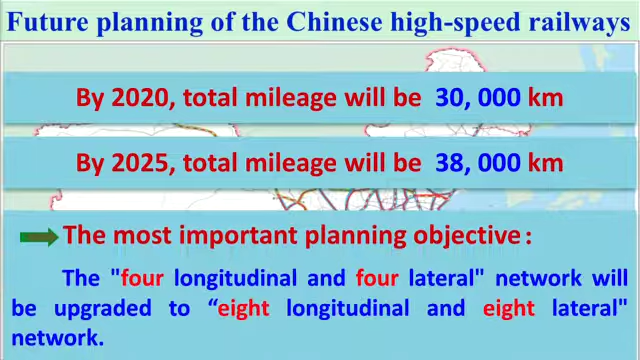 Future planning of the Chinese high-speed railways
By 2020, total mileage will be 30, 000 km
By 2025, total mileage will be 38, 000 km
The most important planning objective:
The "four longitudinal and four lateral" network will
be upgraded to “eight longitudinal and eight lateral"
network.